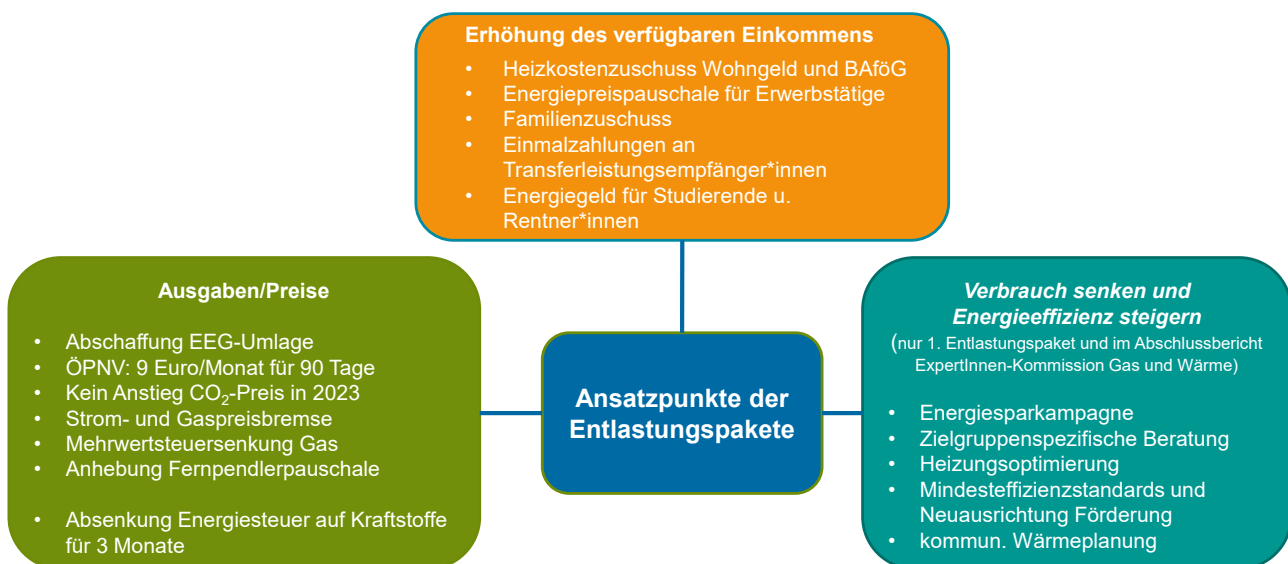 Erhöhung des verfügbaren Einkommens
• Heizkostenzuschuss Wohngeld und BAföG
• Energiepreispauschale für Erwerbstätige
• Familienzuschuss
• Einmalzahlungen an
Transferleistungsempfänger*innen
• Energiegeld für Studierende u.
Rentner*innen
Ausgaben/Preise
• Abschaffung EEG-Umlage
• ÖPNV: 9 Euro/Monat für 90 Tage
• Kein Anstieg CO₂-Preis in 2023
• Strom- und Gaspreisbremse
• Mehrwertsteuersenkung Gas
• Anhebung Fernpendlerpauschale
• Absenkung Energiesteuer auf Kraftstoffe
für 3 Monate
Ansatzpunkte der
Entlastungspakete
Verbrauch senken und
Energieeffizienz steigern
(nur 1. Entlastungspaket und im Abschlussbericht
ExpertInnen-Kommission Gas und Wärme)
• Energiesparkampagne
• Zielgruppenspezifische Beratung
• Heizungsoptimierung
• Mindesteffizienzstandards und
Neuausrichtung Förderung
• kommun. Wärmeplanung